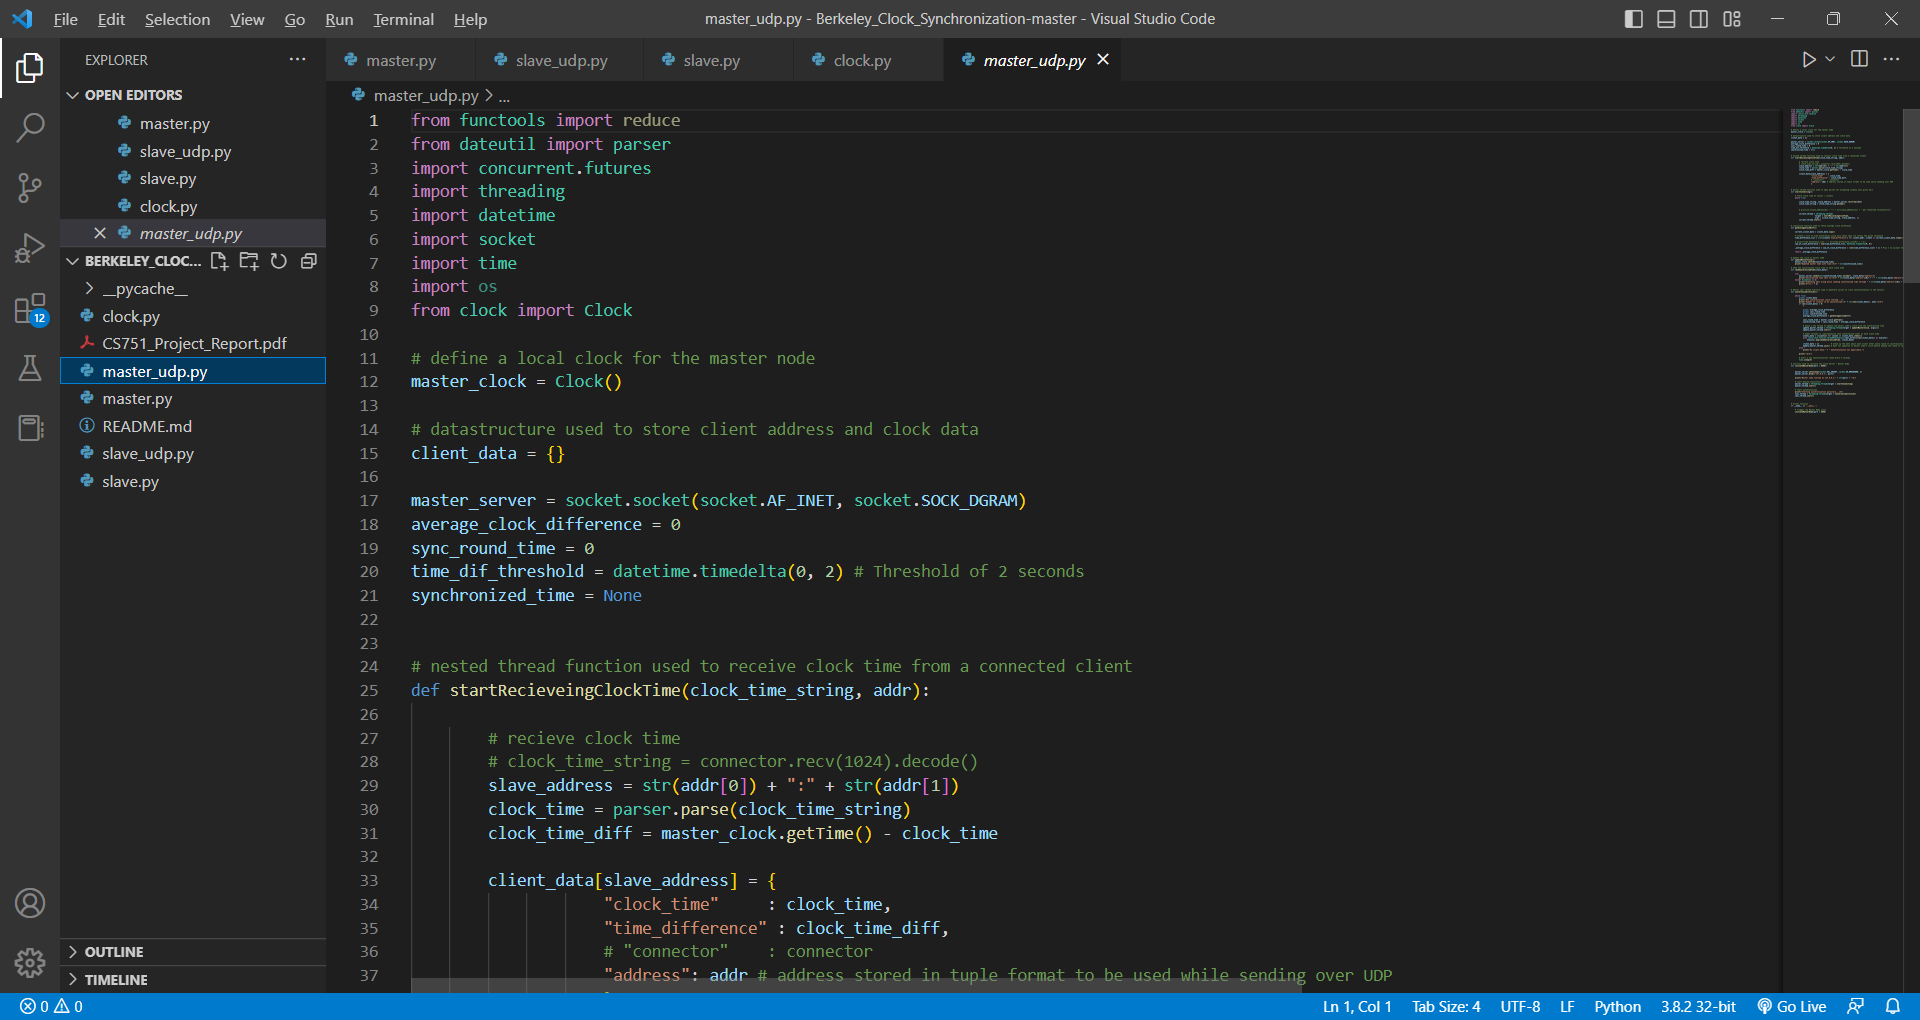 File Edit Selection View Go Run Terminal Help
master_udp.py - Berkeley_Clock_Synchronization-master - Visual Studio Code
EXPLORER
OPEN EDITORS
master.py
slave_udp.py
slave.py
clock.py
master_udp.py
BERKELEY_CLOC...
__pycache__
clock.py
CS751_Project_Report.pdf
master_udp.py
master.py
README.md
slave_udp.py
slave.py
OUTLINE
TIMELINE
12
master.py slave_udp.py slave.py clock.py master_udp.py
master_udp.py > ...
1 from functools import reduce
2 from dateutil import parser
3 import concurrent.futures
4 import threading
5 import datetime
6 import socket
7 import time
8 import os
9 from clock import Clock
10
11 # define a local clock for the master node
12 master_clock = Clock()
13
14 # datastructure used to store client address and clock data
15 client_data = {}
16
17 master_server = socket.socket(socket.AF_INET, socket.SOCK_DGRAM)
18 average_clock_difference = 0
19 sync_round_time = 0
20 time_dif_threshold = datetime.timedelta(0, 2) # Threshold of 2 seconds
21 synchronized_time = None
22
23
24 # nested thread function used to receive clock time from a connected client
25 def startRecieveingClockTime(clock_time_string, addr):
26
27 # recieve clock time
28 # clock_time_string = connector.recv(1024).decode()
29 slave_address = str(addr[0]) + ":" + str(addr[1])
30 clock_time = parser.parse(clock_time_string)
31 clock_time_diff = master_clock.getTime() - clock_time
32
33 client_data[slave_address] = {
34 "clock_time" : clock_time,
35 "time_difference" : clock_time_diff,
36 # "connector" : connector
37 "address": addr # address stored in tuple format to be used while sending over UDP
0 0
Ln 1, Col 1 Tab Size: 4 UTF-8 LF Python 3.8.2 32-bit Go Live